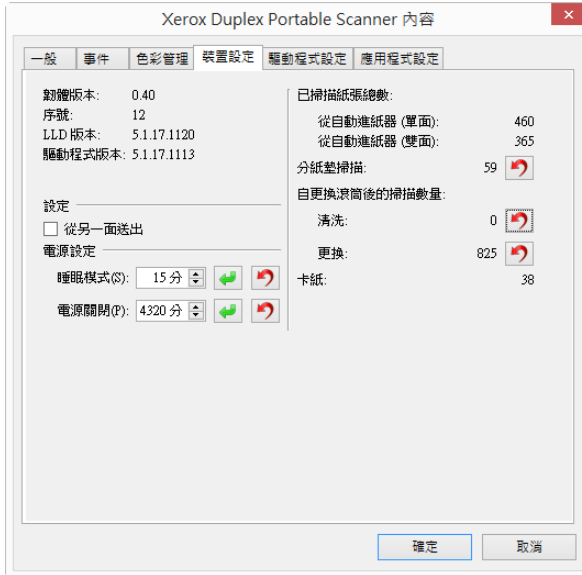 Xerox Duplex Portable Scanner 內容
一般 事件 色彩管理 裝置設定 驅動程式設定 應用程式設定
韌體版本: 0.40
序號: 12
LLD 版本: 5.1.17.1120
驅動程式版本: 5.1.17.1113
設定
從另一面送出
電源設定
睡眠模式(S): 15 分
電源關閉(P): 4320 分
已掃描紙張總數:
從自動進紙器 (單面): 460
從自動進紙器 (雙面): 365
分紙墊掃描: 59
自更換滾筒後的掃描數量:
清洗: 0
更換: 825
卡紙: 38
確定 取消